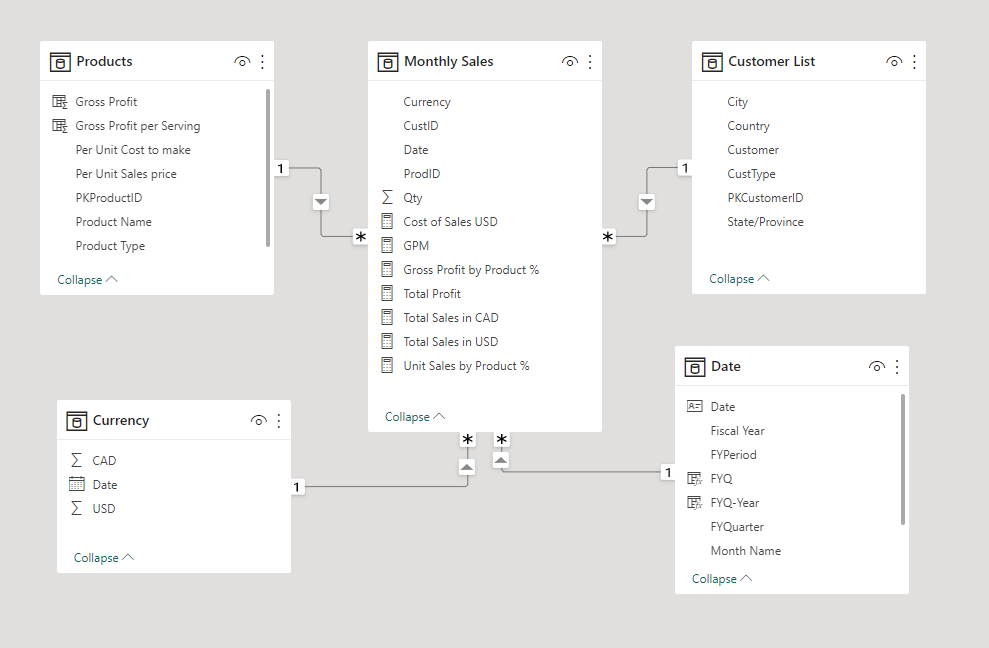 Products
Gross Profit
Gross Profit per Serving
Per Unit Cost to make
Per Unit Sales price
PKProductID
Product Name
Product Type
Collapse
1
*
Monthly Sales
Currency
CustID
Date
ProdID
Qty
Cost of Sales USD
GPM
Gross Profit by Product %
Total Profit
Total Sales in CAD
Total Sales in USD
Unit Sales by Product %
Collapse
*
1
Customer List
City
Country
Customer
CustType
PKCustomerID
State/Province
Collapse
Currency
CAD
Date
USD
Collapse
1
* *
1
Date
Date
Fiscal Year
FYPeriod
FYQ
FYQ-Year
FYQuarter
Month Name
Collapse